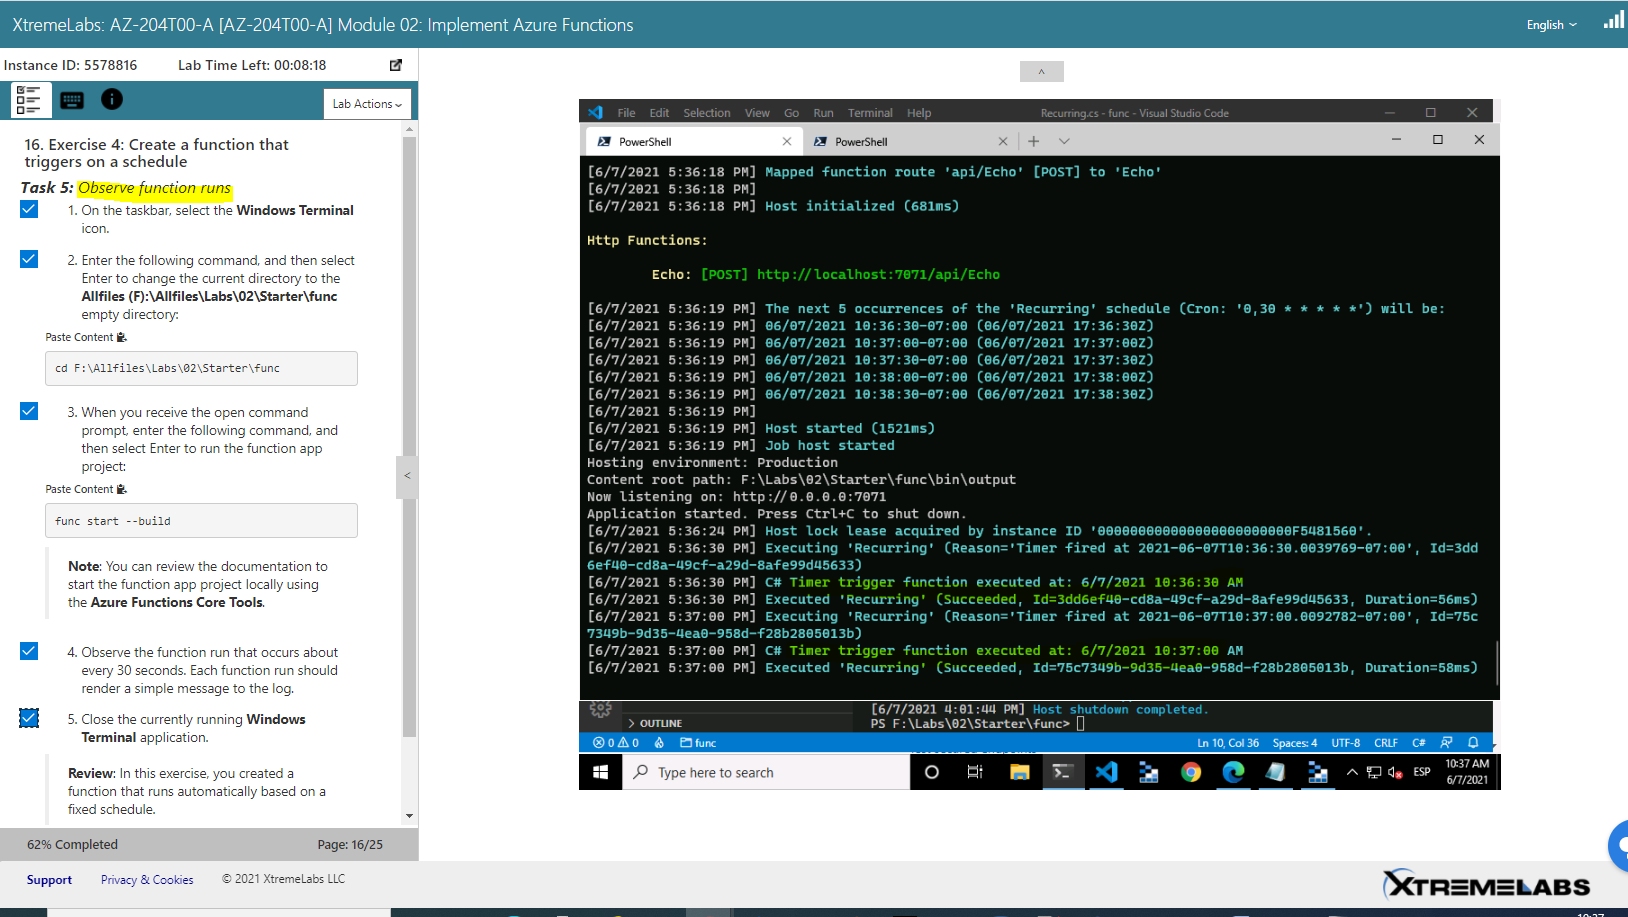 XtremeLabs: AZ-204T00-A [AZ-204T00-A] Module 02: Implement Azure Functions
English
Instance ID: 5578816
Lab Time Left: 00:08:18
Lab Actions
16. Exercise 4: Create a function that
triggers on a schedule
Task 5: Observe function runs
1. On the taskbar, select the Windows Terminal
icon.
2. Enter the following command, and then select
Enter to change the current directory to the
Allfiles (F):\Allfiles\Labs\02\Starter\func
empty directory:
Paste Content
cd F:\Allfiles\Labs\02\Starter\func
3. When you receive the open command
prompt, enter the following command, and
then select Enter to run the function app
project:
Paste Content
func start --build
Note: You can review the documentation to
start the function app project locally using
the Azure Functions Core Tools.
4. Observe the function run that occurs about
every 30 seconds. Each function run should
render a simple message to the log.
5. Close the currently running Windows
Terminal application.
Review: In this exercise, you created a
function that runs automatically based on a
fixed schedule.
62% Completed
Page: 16/25
File Edit Selection View Go Run Terminal Help
Recurring.cs - func - Visual Studio Code
PowerShell
PowerShell
[6/7/2021 5:36:18 PM] Mapped function route 'api/Echo' [POST] to 'Echo'
[6/7/2021 5:36:18 PM]
[6/7/2021 5:36:18 PM] Host initialized (681ms)
Http Functions:
Echo: [POST] http://localhost:7071/api/Echo
[6/7/2021 5:36:19 PM] The next 5 occurrences of the 'Recurring' schedule (Cron: '0,30 * * * * *') will be:
[6/7/2021 5:36:19 PM] 06/07/2021 10:36:30-07:00 (06/07/2021 17:36:30Z)
[6/7/2021 5:36:19 PM] 06/07/2021 10:37:00-07:00 (06/07/2021 17:37:00Z)
[6/7/2021 5:36:19 PM] 06/07/2021 10:37:30-07:00 (06/07/2021 17:37:30Z)
[6/7/2021 5:36:19 PM] 06/07/2021 10:38:00-07:00 (06/07/2021 17:38:00Z)
[6/7/2021 5:36:19 PM] 06/07/2021 10:38:30-07:00 (06/07/2021 17:38:30Z)
[6/7/2021 5:36:19 PM]
[6/7/2021 5:36:19 PM] Host started (1521ms)
[6/7/2021 5:36:19 PM] Job host started
Hosting environment: Production
Content root path: F:\Labs\02\Starter\func\bin\output
Now listening on: http://0.0.0.0:7071
Application started. Press Ctrl+C to shut down.
[6/7/2021 5:36:24 PM] Host lock lease acquired by instance ID '000000000000000000000000F5481560'.
[6/7/2021 5:36:30 PM] Executing 'Recurring' (Reason='Timer fired at 2021-06-07T10:36:30.0039769-07:00', Id=3dd
6ef40-cd8a-49cf-a29d-8afe99d45633)
[6/7/2021 5:36:30 PM] C# Timer trigger function executed at: 6/7/2021 10:36:30 AM
[6/7/2021 5:36:30 PM] Executed 'Recurring' (Succeeded, Id=3dd6ef40-cd8a-49cf-a29d-8afe99d45633, Duration=56ms)
[6/7/2021 5:37:00 PM] Executing 'Recurring' (Reason='Timer fired at 2021-06-07T10:37:00.0092782-07:00', Id=75c
7349b-9d35-4ea0-958d-f28b2805013b)
[6/7/2021 5:37:00 PM] C# Timer trigger function executed at: 6/7/2021 10:37:00 AM
[6/7/2021 5:37:00 PM] Executed 'Recurring' (Succeeded, Id=75c7349b-9d35-4ea0-958d-f28b2805013b, Duration=58ms)
[6/7/2021 4:01:44 PM] Host shutdown completed.
OUTLINE
PS F:\Labs\02\Starter\func>
0 0 func
Ln 10, Col 36 Spaces: 4 UTF-8 CRLF C#
Type here to search
ESP
10:37 AM
6/7/2021
Support
Privacy & Cookies
© 2021 XtremeLabs LLC
XTREMELABS